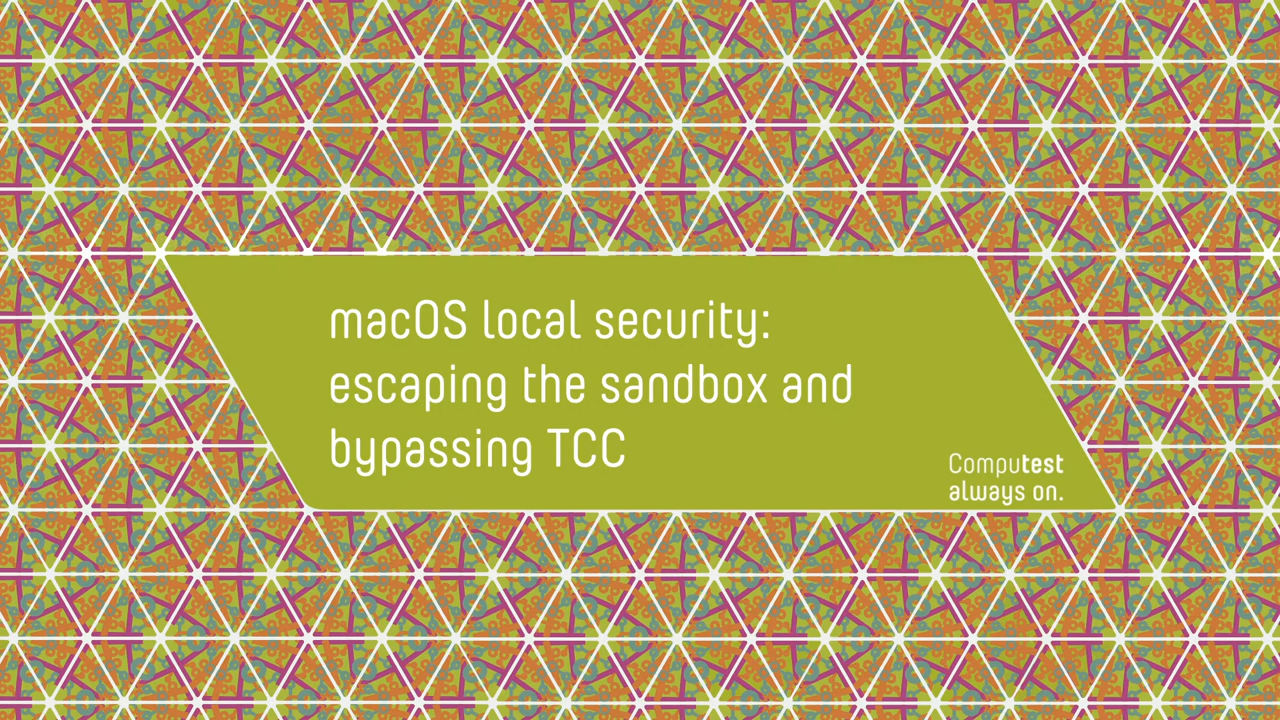 macOS local security:
escaping the sandbox and
bypassing TCC
Computest
always on.